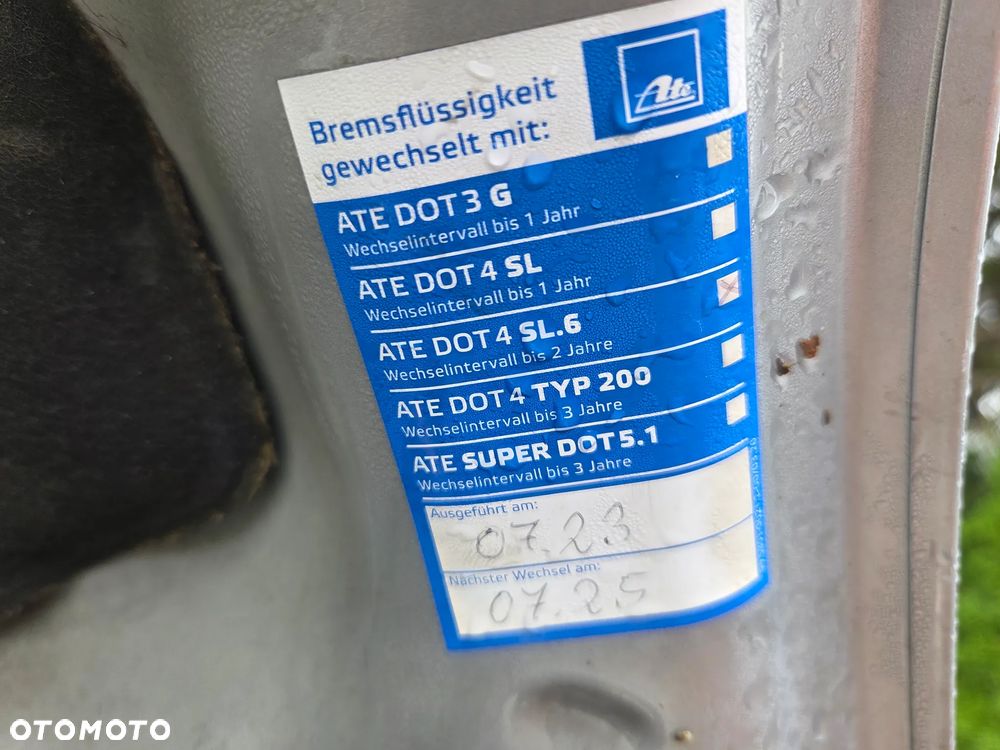 Bremsflüssigkeit
gewechselt mit:
Ate
ATE DOT 3 G
Wechselintervall bis 1 Jahr
ATE DOT 4 SL
Wechselintervall bis 1 Jahr
ATE DOT 4 SL.6
Wechselintervall bis 2 Jahre
ATE DOT 4 TYP 200
Wechselintervall bis 3 Jahre
ATE SUPER DOT 5.1
Wechselintervall bis 3 Jahre
Ausgeführt am:
07.23
Nächster Wechsel am:
07.25
OTOMOTO